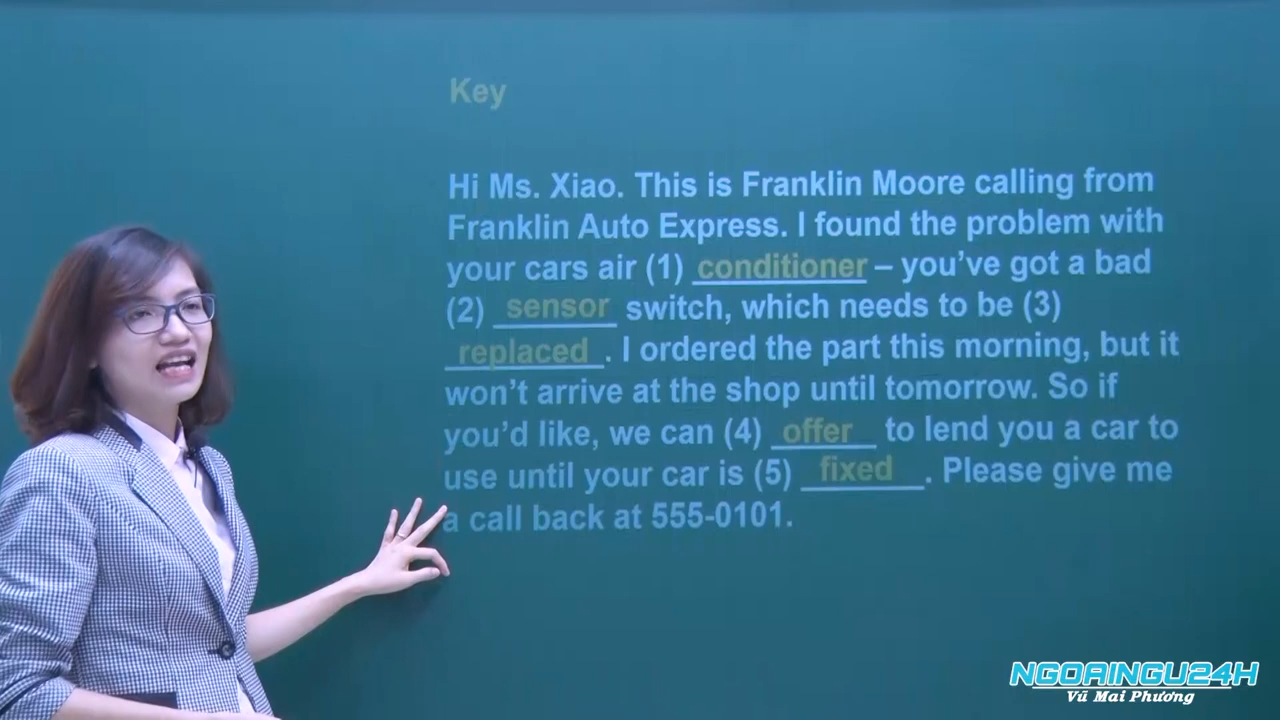 Key
Hi Ms. Xiao. This is Franklin Moore calling from
Franklin Auto Express. I found the problem with
your cars air (1) conditioner – you’ve got a bad
(2) sensor switch, which needs to be (3)
replaced. I ordered the part this morning, but it
won’t arrive at the shop until tomorrow. So if
you’d like, we can (4) offer to lend you a car to
use until your car is (5) fixed. Please give me
a call back at 555-0101.
NGOAINGU24H
Vũ Mai Phương